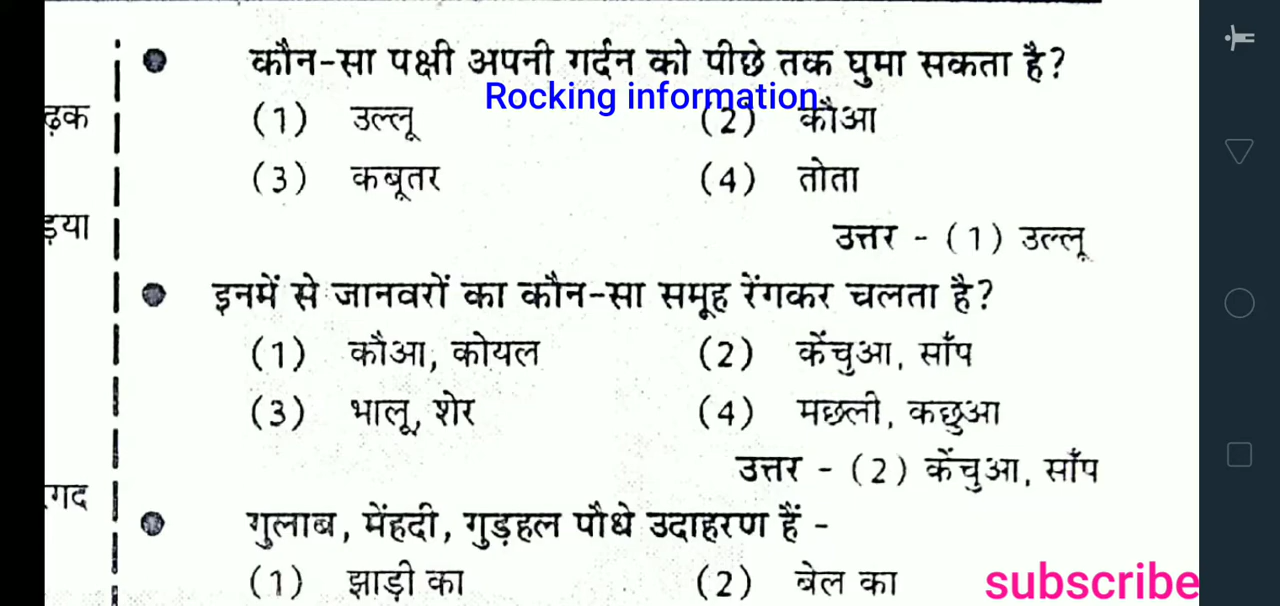 कौन-सा पक्षी अपनी गर्दन को पीछे तक घुमा सकता है?
Rocking information
(1) उल्लू (2) कौआ
(3) कबूतर (4) तोता
उत्तर - (1) उल्लू
इनमें से जानवरों का कौन-सा समूह रेंगकर चलता है?
(1) कौआ, कोयल (2) केंचुआ, साँप
(3) भालू, शेर (4) मछली, कछुआ
उत्तर - (2) केंचुआ, साँप
गुलाब, मेंहदी, गुड़हल पौधे उदाहरण हैं -
(1) झाड़ी का (2) बेल का
subscribe